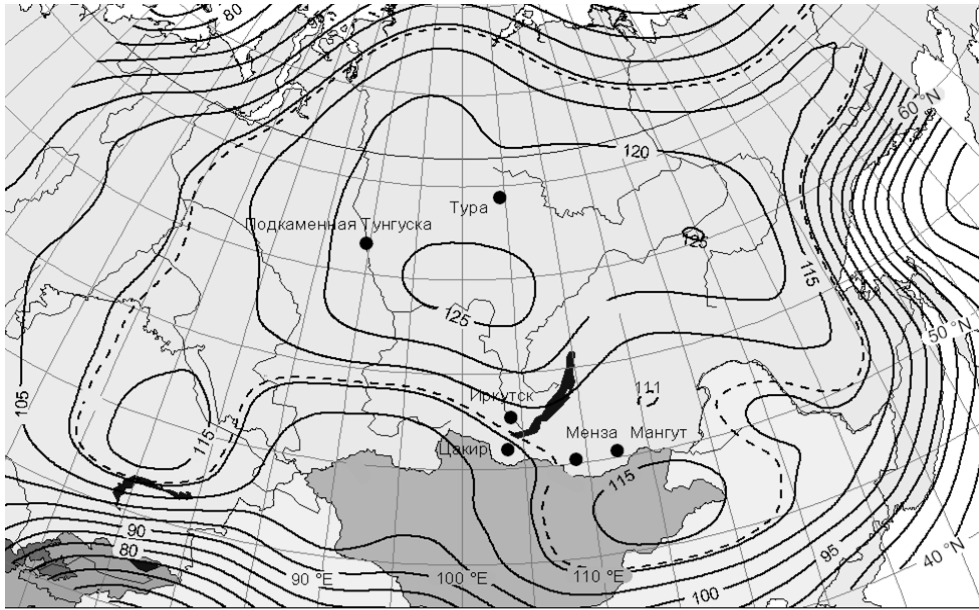 80
95
60 °N
120
Тура
Подкаменная Тунгуска
125
115
125
50 °N
105
111
Иркутск
115
Менза
Мангут
Цакир
115
90
80
95
40 °N
90 °E
100 °E
110 °E
100